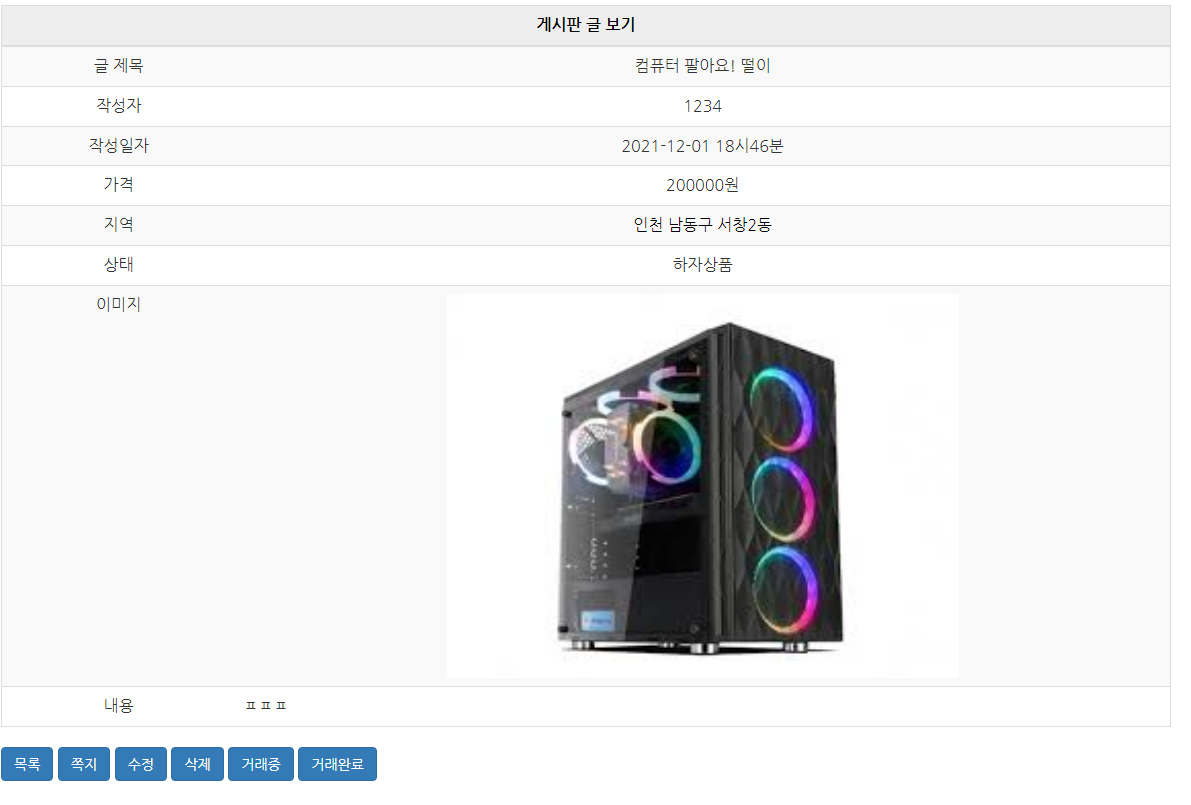 게시판 글 보기
글 제목 컴퓨터 팔아요! 떨이
작성자 1234
작성일자 2021-12-01 18시46분
가격 200000원
지역 인천 남동구 서창2동
상태 하자상품
이미지
내용 ㅍㅍㅍ
목록 쪽지 수정 삭제 거래중 거래완료